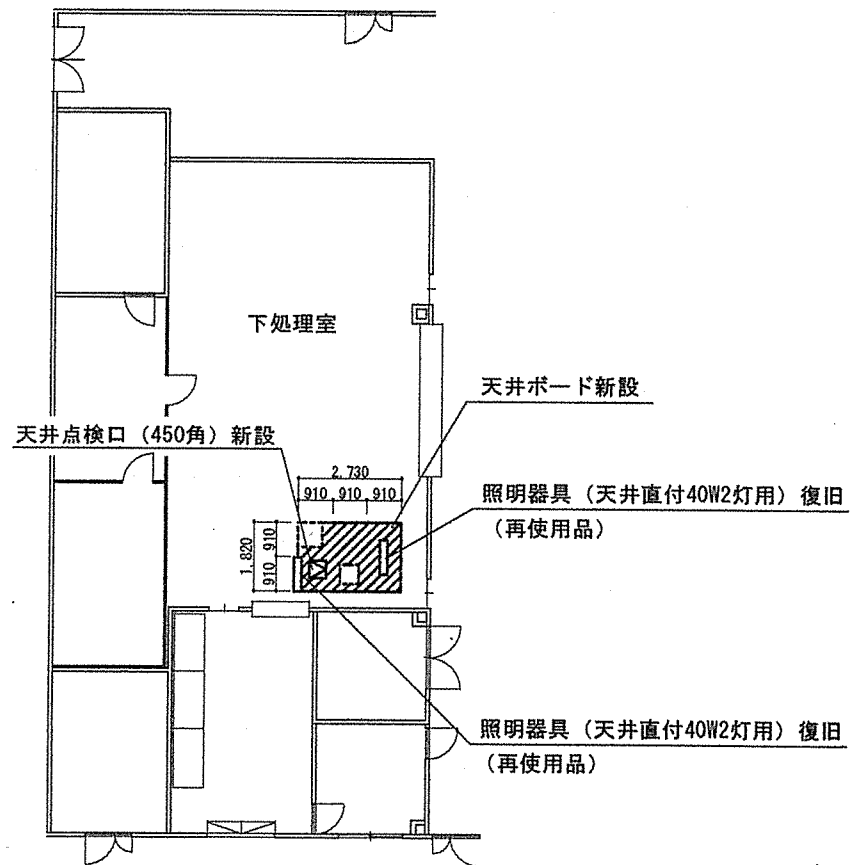 下処理室
天井ボード新設
天井点検口（450角）新設
2.730
910 910 910
照明器具（天井直付40W2灯用）復旧
（再使用品）
1.820
910
910
照明器具（天井直付40W2灯用）復旧
（再使用品）